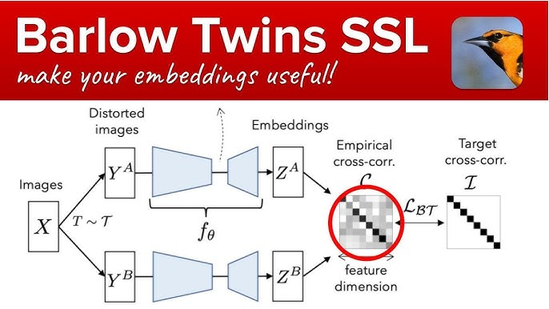 Barlow Twins SSL
make your embeddings useful!
Distorted
images
Embeddings
Empirical
cross-corr.
Target
cross-corr.
Images
Y^A
Z^A
C
I
X
T ~ 𝒯
f_θ
L_BT
Y^B
Z^B
feature
dimension